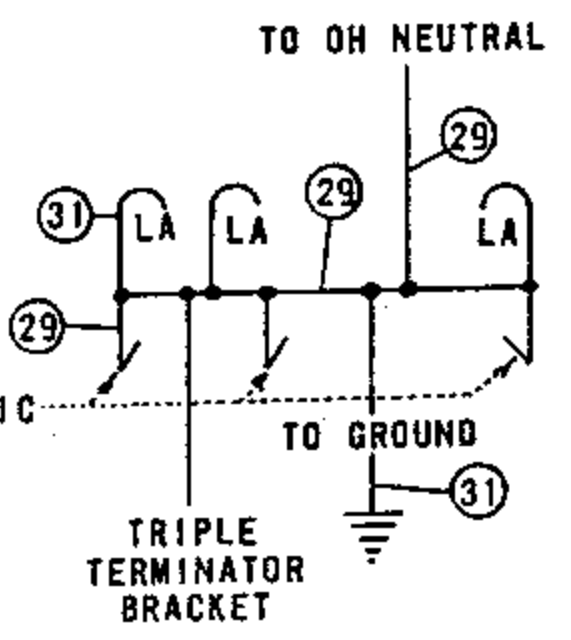 TO OH NEUTRAL
29
29
31
LA
LA
LA
29
TO GROUND
31
TRIPLE
TERMINATOR
BRACKET